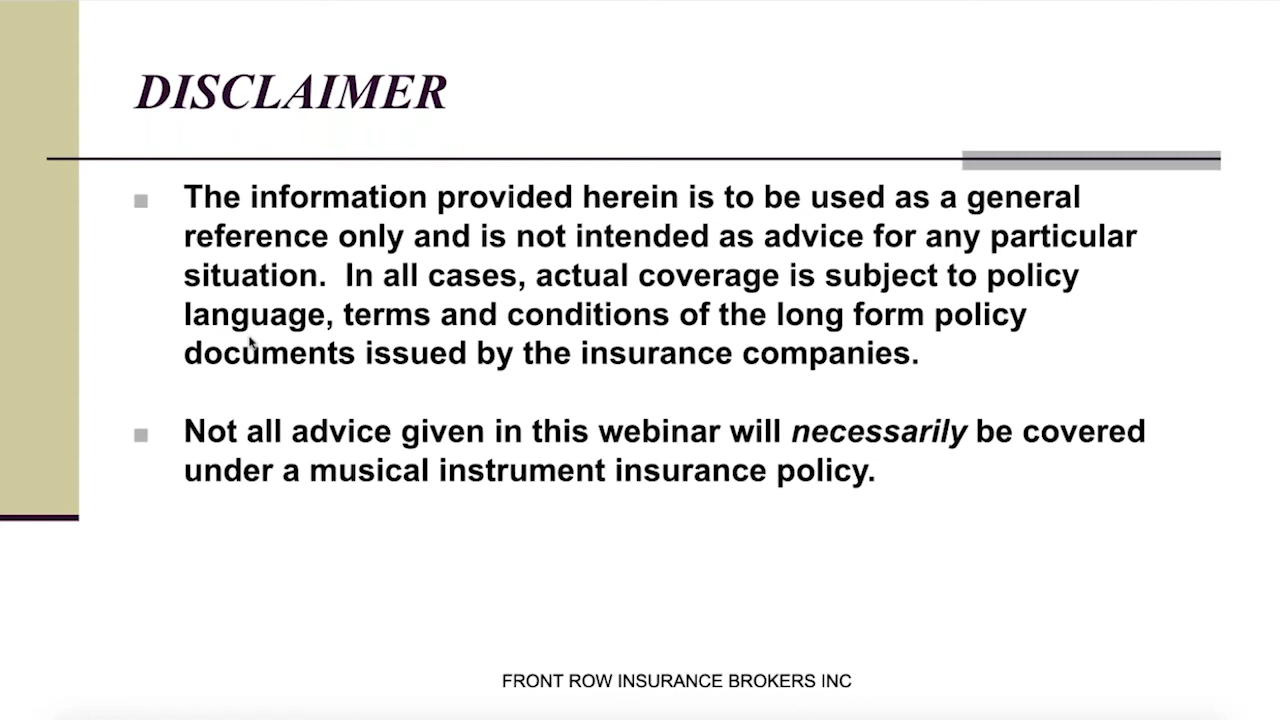 DISCLAIMER
The information provided herein is to be used as a general
reference only and is not intended as advice for any particular
situation.  In all cases, actual coverage is subject to policy
language, terms and conditions of the long form policy
documents issued by the insurance companies.
Not all advice given in this webinar will necessarily be covered
under a musical instrument insurance policy.
FRONT ROW INSURANCE BROKERS INC